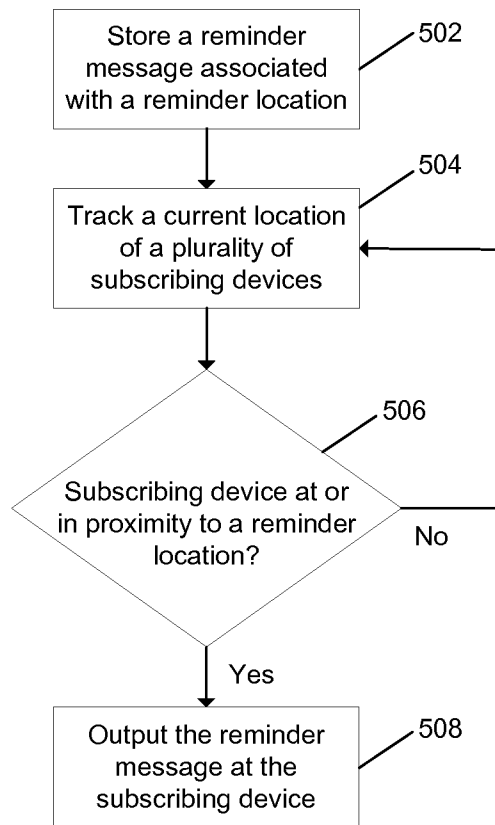 Store a reminder
message associated
with a reminder location
502
Track a current location
of a plurality of
subscribing devices
504
Subscribing device at or
in proximity to a reminder
location?
506
No
Yes
Output the reminder
message at the
subscribing device
508